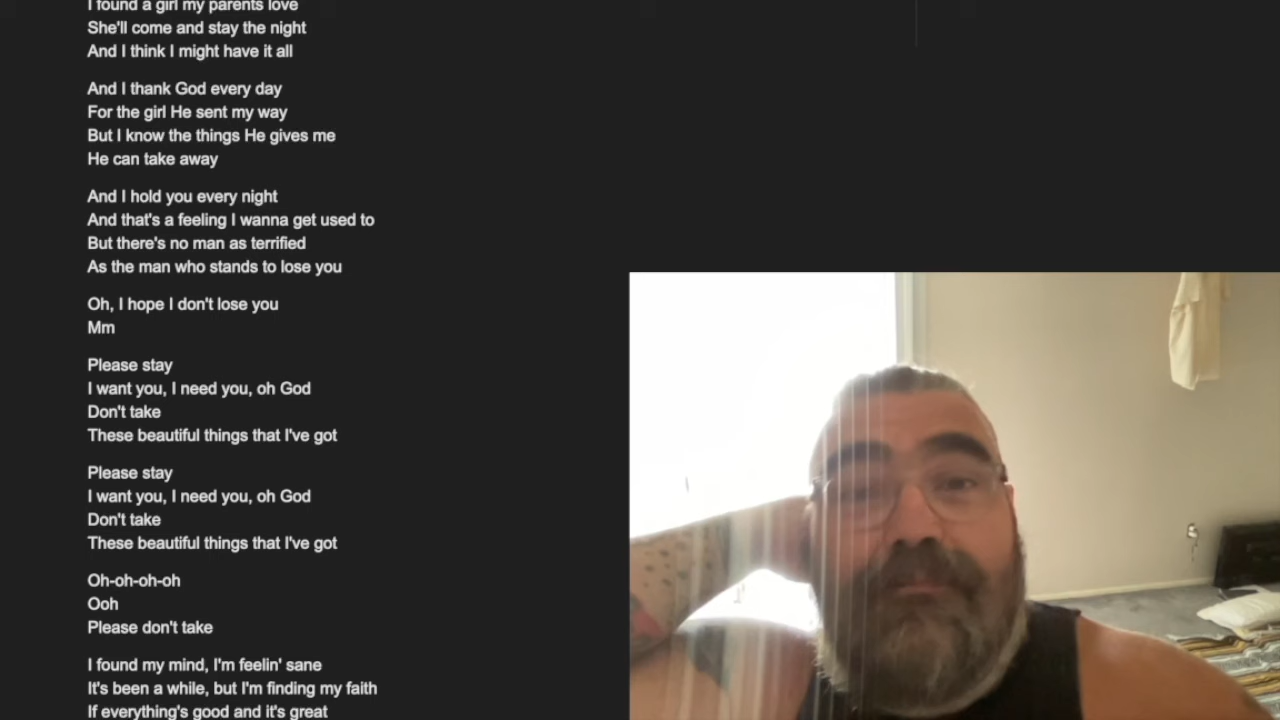 I found a girl my parents love
She'll come and stay the night
And I think I might have it all
And I thank God every day
For the girl He sent my way
But I know the things He gives me
He can take away
And I hold you every night
And that's a feeling I wanna get used to
But there's no man as terrified
As the man who stands to lose you
Oh, I hope I don't lose you
Mm
Please stay
I want you, I need you, oh God
Don't take
These beautiful things that I've got
Please stay
I want you, I need you, oh God
Don't take
These beautiful things that I've got
Oh-oh-oh-oh
Ooh
Please don't take
I found my mind, I'm feelin' sane
It's been a while, but I'm finding my faith
If everything's good and it's great